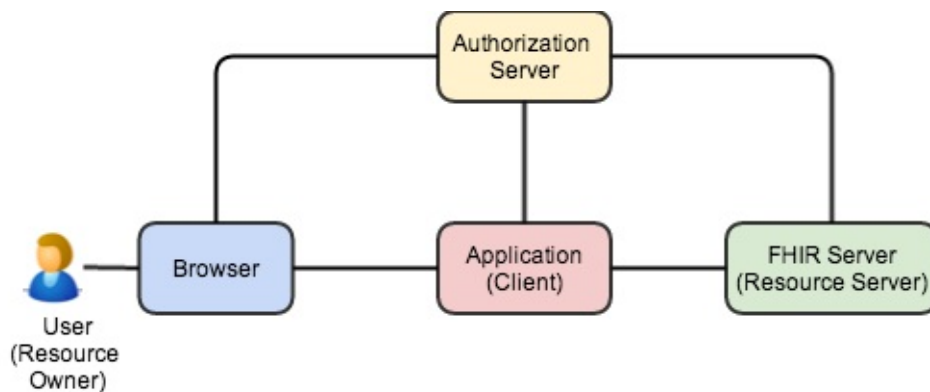 Authorization
Server
Browser
Application
(Client)
FHIR Server
(Resource Server)
User
(Resource
Owner)